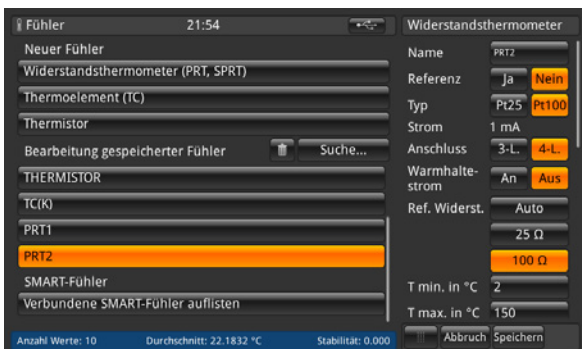 Fühler 21:54
Neuer Fühler
Widerstandsthermometer (PRT, SPRT)
Thermoelement (TC)
Thermistor
Bearbeitung gespeicherter Fühler Suche...
THERMISTOR
TC(K)
PRT1
PRT2
SMART-Fühler
Verbundene SMART-Fühler auflisten
Anzahl Werte: 10 Durchschnitt: 22.1832 °C Stabilität: 0.000
Widerstandsthermometer
Name PRT2
Referenz Ja Nein
Typ Pt25 Pt100
Strom 1 mA
Anschluss 3-L. 4-L.
Warmhalte-
strom An Aus
Ref. Widerst. Auto
25 Ω
100 Ω
T min. in °C 2
T max. in °C 150
Abbruch Speichern